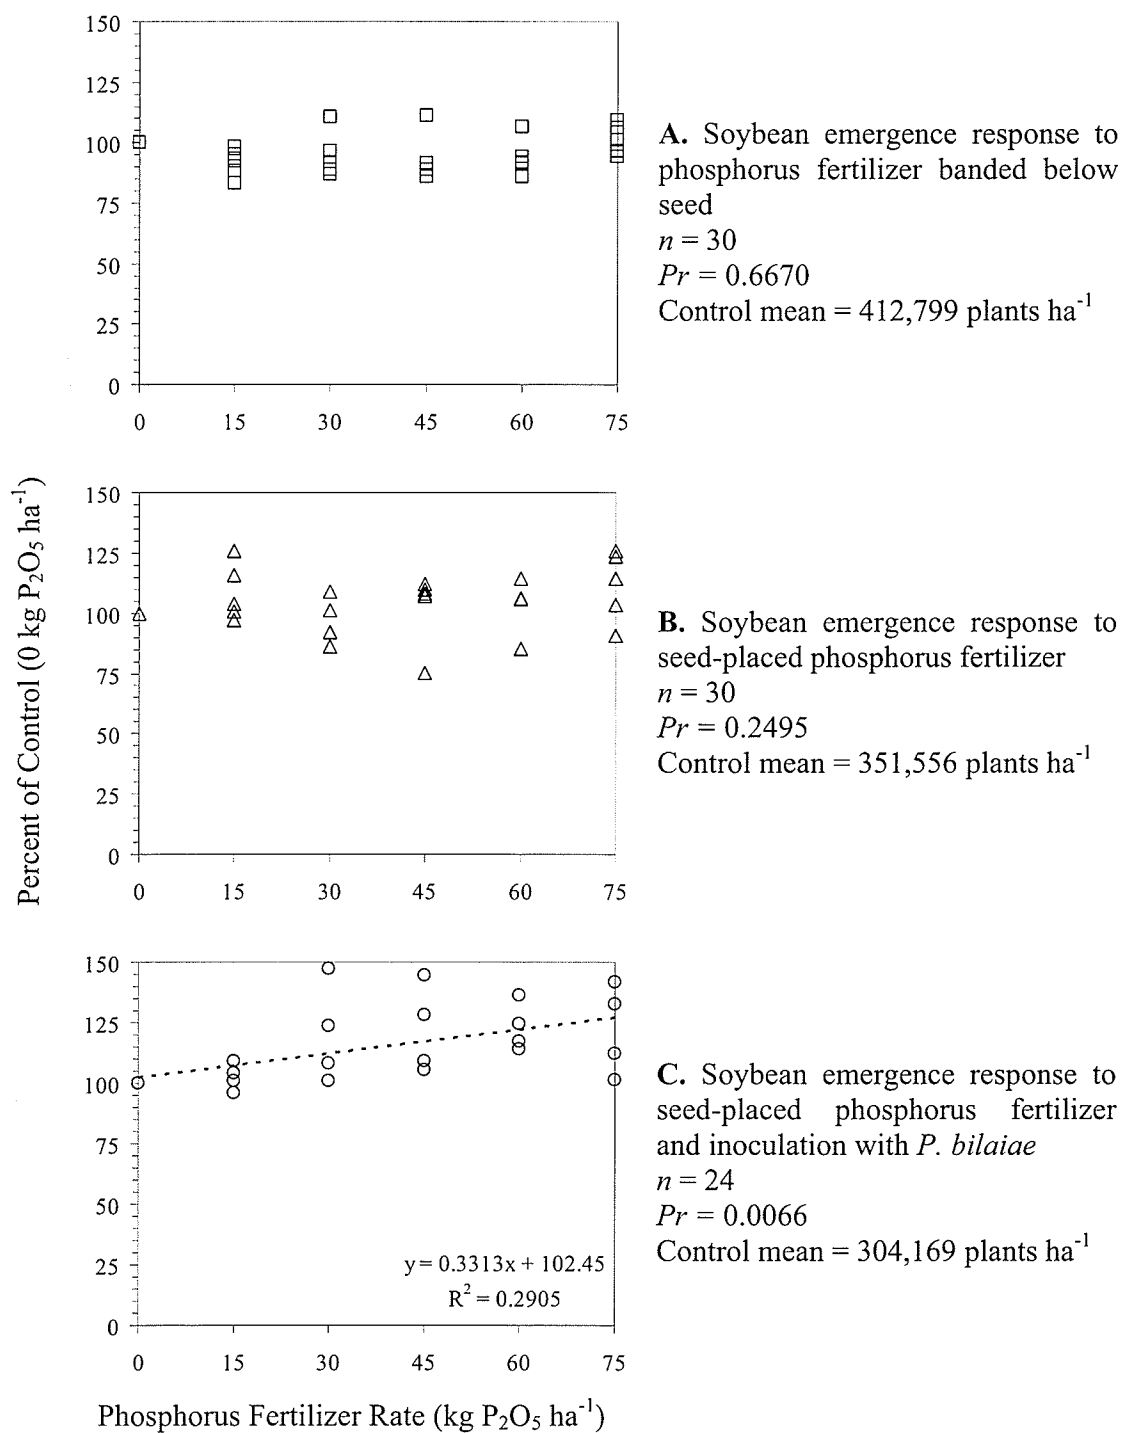 150
125
100
75
50
25
0
0 15 30 45 60 75
A. Soybean emergence response to
phosphorus fertilizer banded below
seed
n = 30
Pr = 0.6670
Control mean = 412,799 plants ha⁻¹
Percent of Control (0 kg P₂O₅ ha⁻¹)
150
125
100
75
50
25
0
0 15 30 45 60 75
B. Soybean emergence response to
seed-placed phosphorus fertilizer
n = 30
Pr = 0.2495
Control mean = 351,556 plants ha⁻¹
150
125
100
75
50
25
0
y = 0.3313x + 102.45
R² = 0.2905
0 15 30 45 60 75
C. Soybean emergence response to
seed-placed phosphorus fertilizer
and inoculation with P. bilaiae
n = 24
Pr = 0.0066
Control mean = 304,169 plants ha⁻¹
Phosphorus Fertilizer Rate (kg P₂O₅ ha⁻¹)